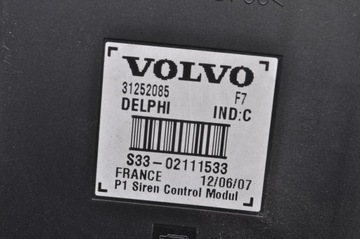 VOLVO
31252085 F7
DELPHI IND:C
S33-02111533
FRANCE 12/06/07
P1 Siren Control Modul